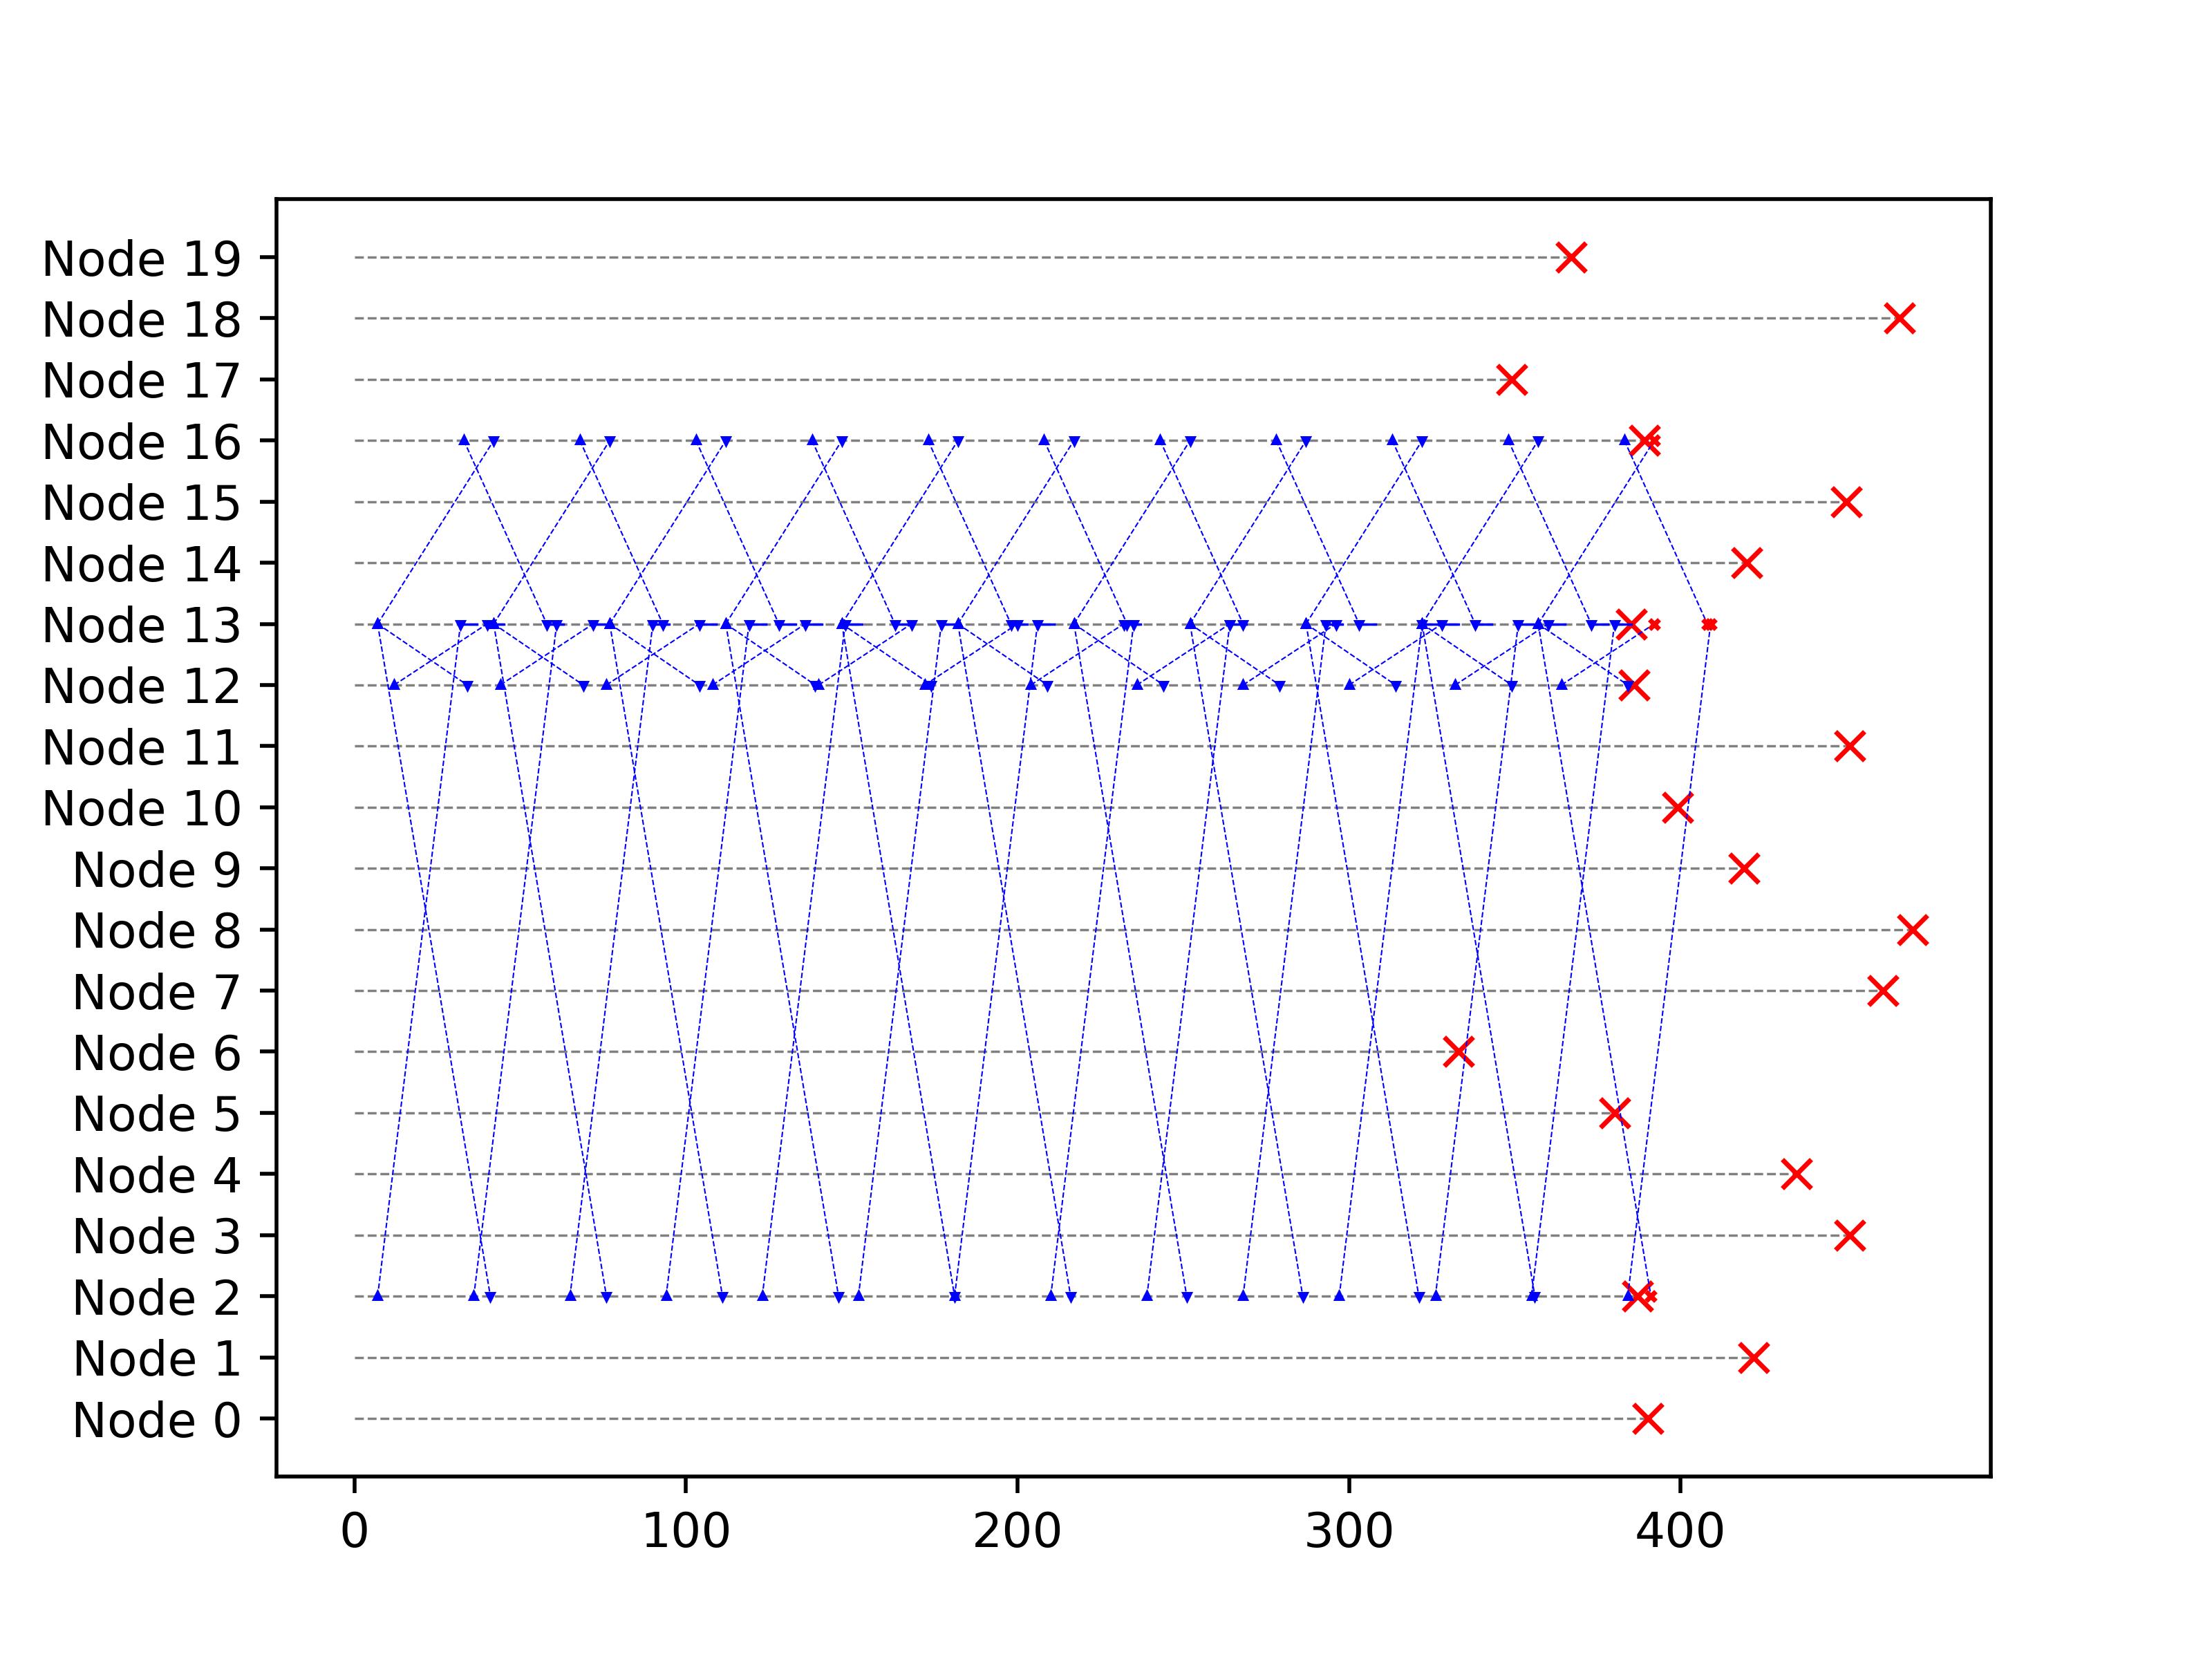 Node 19
Node 18
Node 17
Node 16
Node 15
Node 14
Node 13
Node 12
Node 11
Node 10
Node 9
Node 8
Node 7
Node 6
Node 5
Node 4
Node 3
Node 2
Node 1
Node 0
0 100 200 300 400